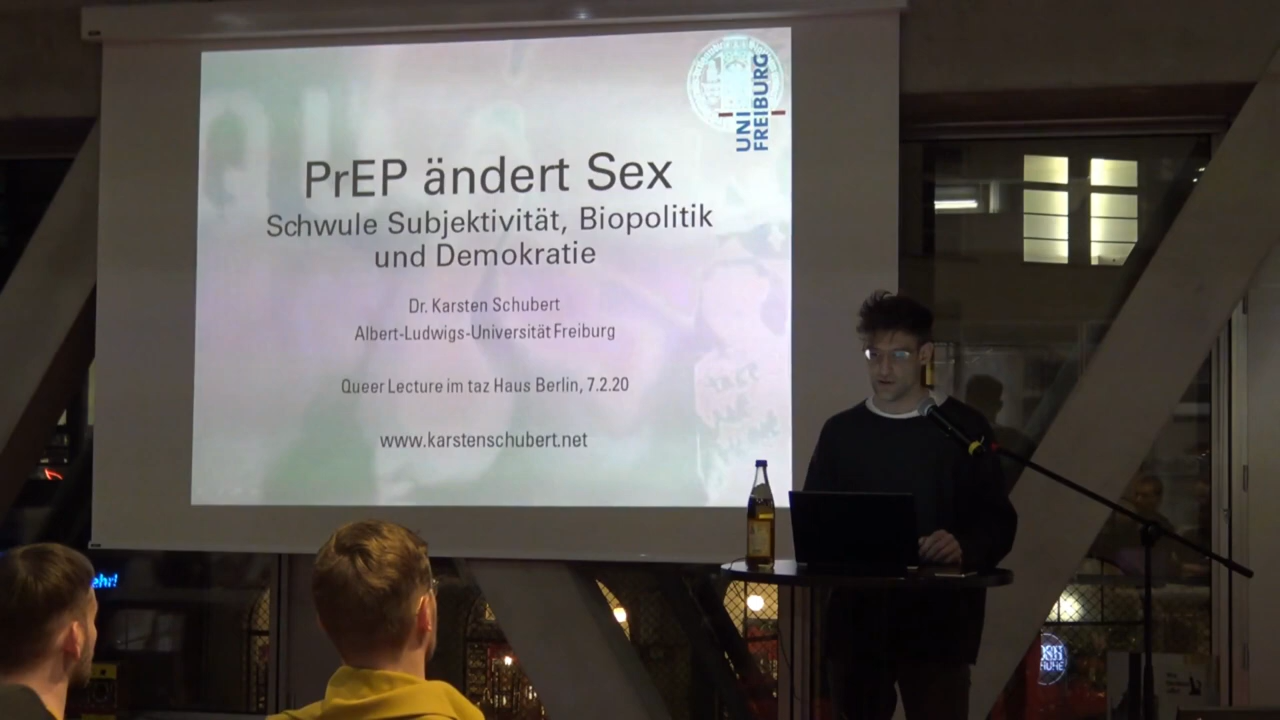 UNI
FREIBURG
PrEP ändert Sex
Schwule Subjektivität, Biopolitik
und Demokratie
Dr. Karsten Schubert
Albert-Ludwigs-Universität Freiburg
Queer Lecture im taz Haus Berlin, 7.2.20
www.karstenschubert.net
ehr!